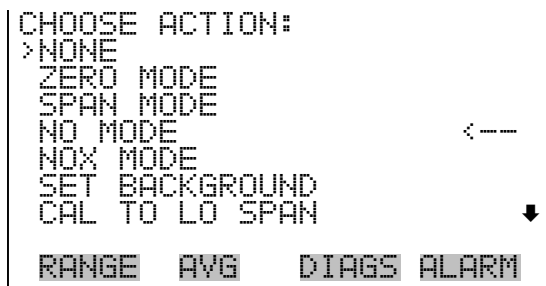 CHOOSE ACTION:
>NONE
ZERO MODE
SPAN MODE
NO MODE <--
NOX MODE
SET BACKGROUND
CAL TO LO SPAN ⬇
RANGE AVG DIAGS ALARM